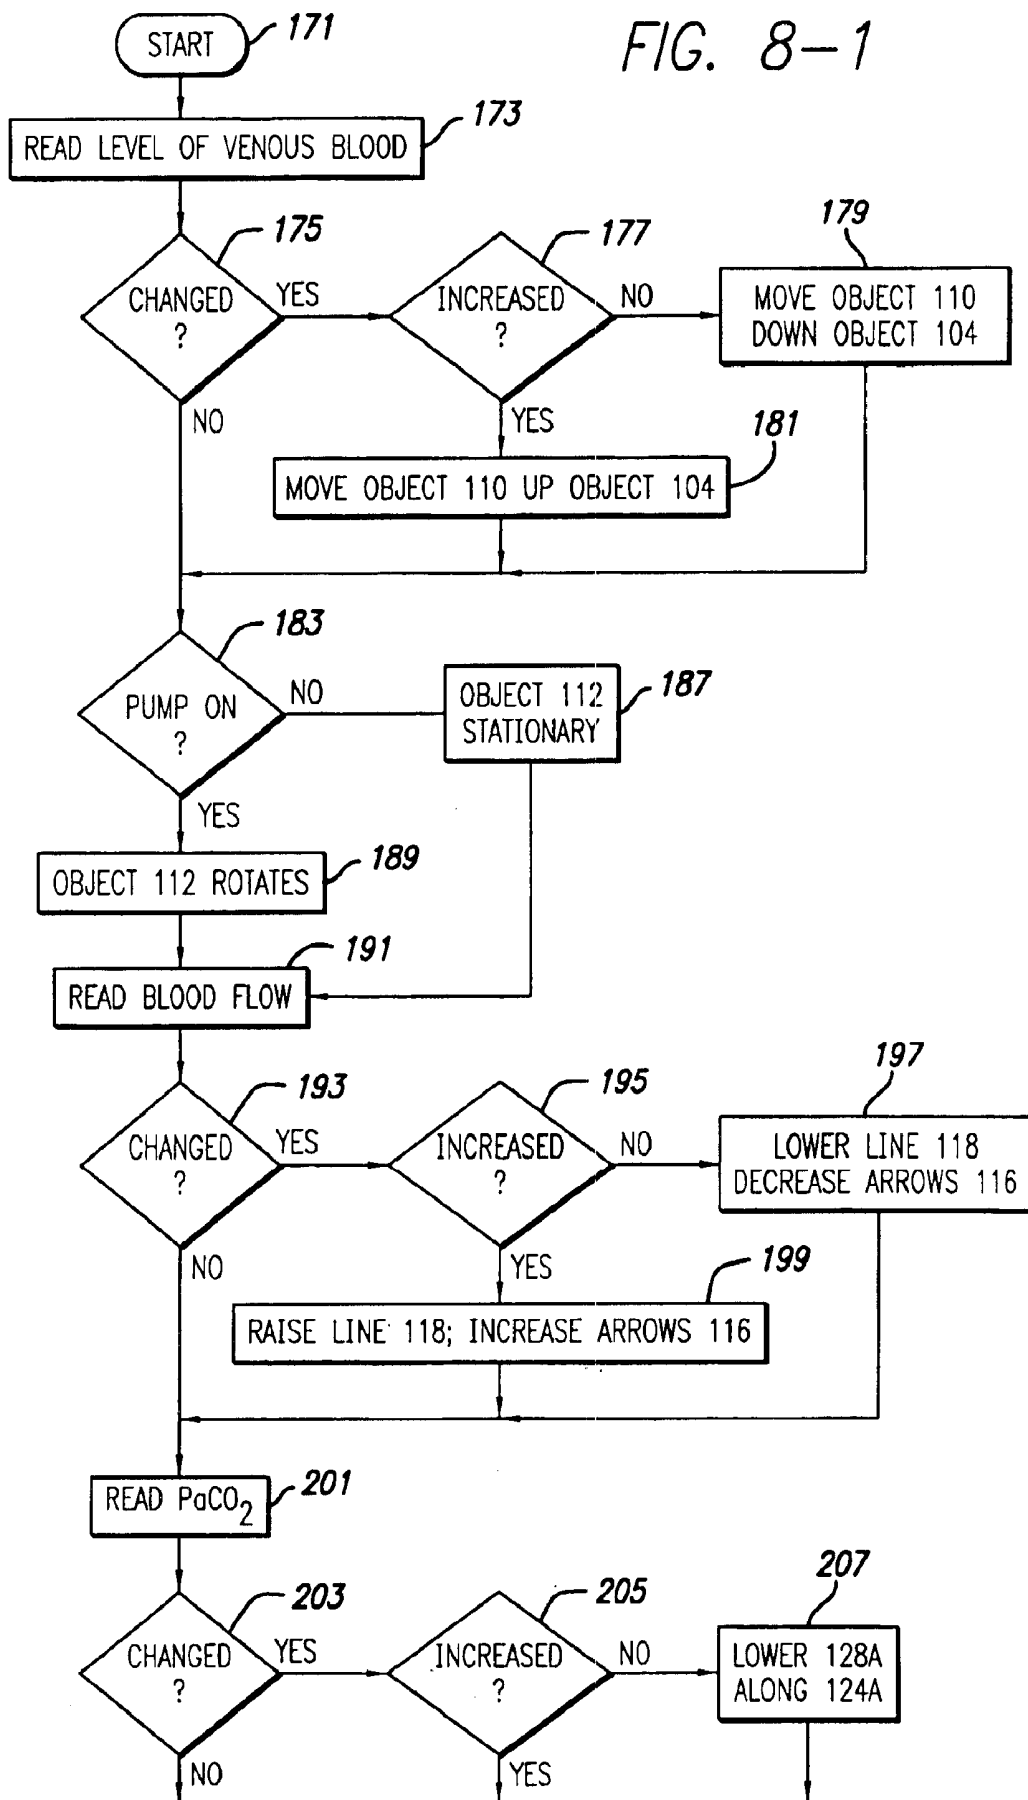 FIG. 8-1
START
171
READ LEVEL OF VENOUS BLOOD
173
CHANGED
?
175
YES
NO
INCREASED
?
177
NO
YES
MOVE OBJECT 110
DOWN OBJECT 104
179
MOVE OBJECT 110 UP OBJECT 104
181
PUMP ON
?
183
NO
YES
OBJECT 112
STATIONARY
187
OBJECT 112 ROTATES
189
READ BLOOD FLOW
191
CHANGED
?
193
YES
NO
INCREASED
?
195
NO
YES
LOWER LINE 118
DECREASE ARROWS 116
197
RAISE LINE 118; INCREASE ARROWS 116
199
READ PaCO2
201
CHANGED
?
203
YES
NO
INCREASED
?
205
NO
YES
LOWER 128A
ALONG 124A
207